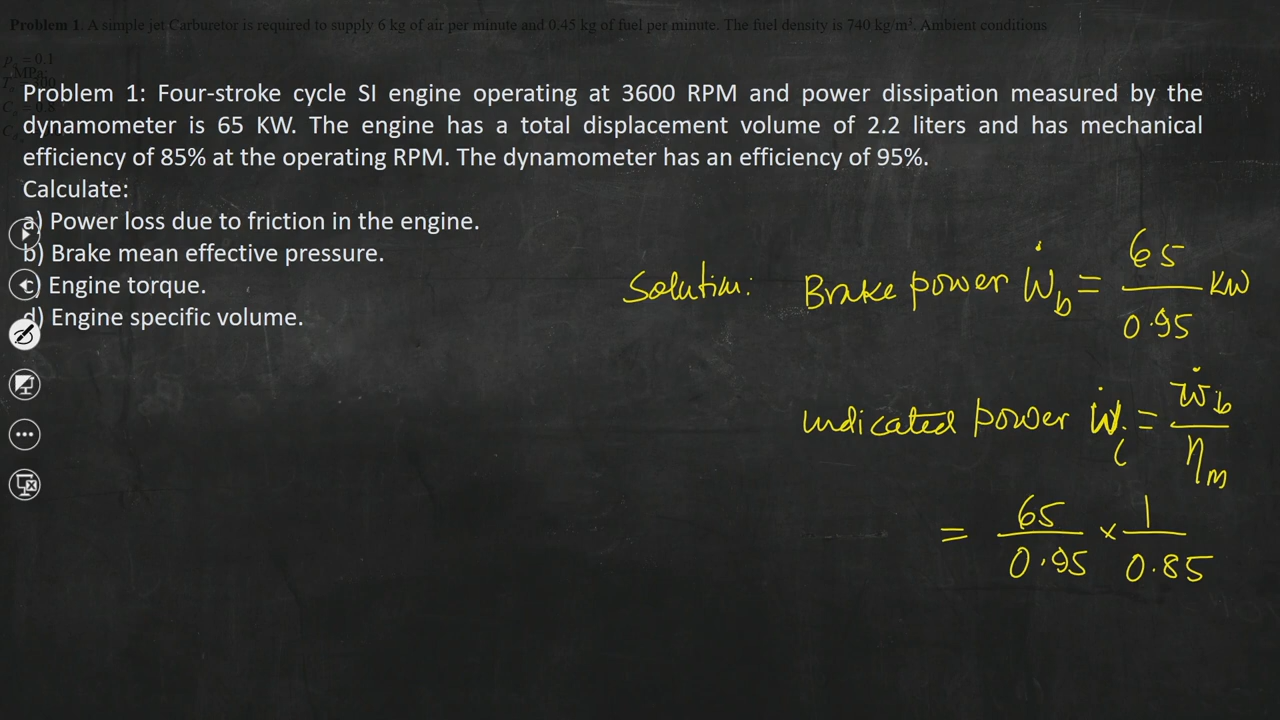 Problem 1. A simple jet Carburetor is required to supply 6 kg of air per minute and 0.45 kg of fuel per minute. The fuel density is 740 kg/m³. Ambient conditions
= 0.1
MPa;
Problem 1: Four-stroke cycle SI engine operating at 3600 RPM and power dissipation measured by the
dynamometer is 65 KW. The engine has a total displacement volume of 2.2 liters and has mechanical
efficiency of 85% at the operating RPM. The dynamometer has an efficiency of 95%.
Calculate:
a) Power loss due to friction in the engine.
b) Brake mean effective pressure.
c) Engine torque.
d) Engine specific volume.
Solution: Brake power Ẇb = 65 / 0.95 KW
indicated power Ẇi = ẇb / ηm
= 65 / 0.95 × 1 / 0.85